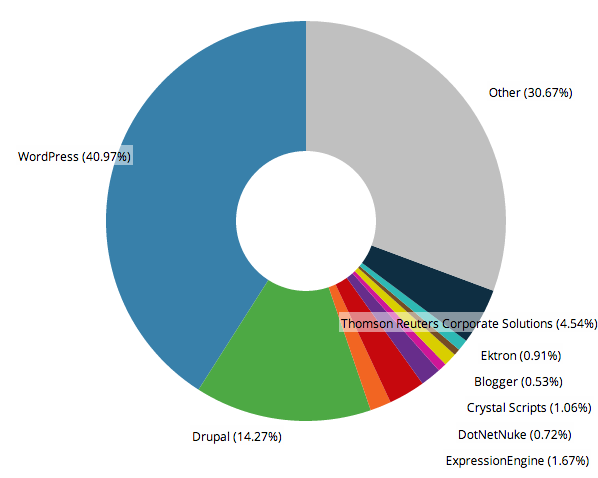 Other (30.67%)
WordPress (40.97%)
Thomson Reuters Corporate Solutions (4.54%)
Ektron (0.91%)
Blogger (0.53%)
Crystal Scripts (1.06%)
Drupal (14.27%)
DotNetNuke (0.72%)
ExpressionEngine (1.67%)